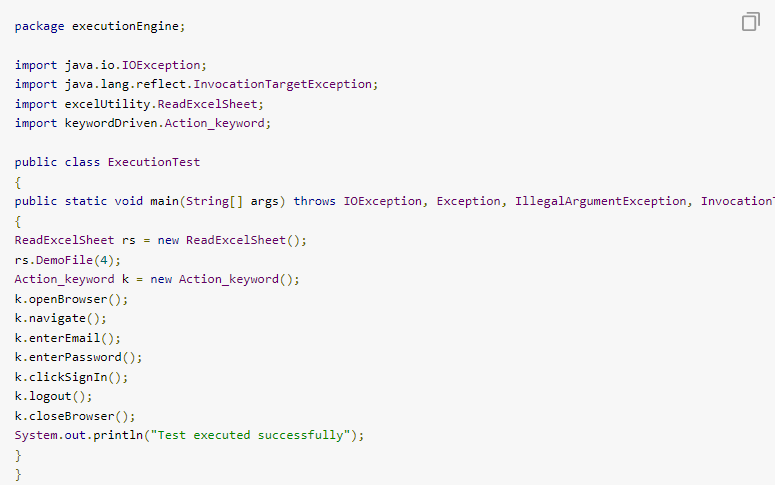 package executionEngine;
import java.io.IOException;
import java.lang.reflect.InvocationTargetException;
import excelUtility.ReadExcelSheet;
import keywordDriven.Action_keyword;
public class ExecutionTest
{
public static void main(String[] args) throws IOException, Exception, IllegalArgumentException,
{
ReadExcelSheet rs = new ReadExcelSheet();
rs.DemoFile(4);
Action_keyword k = new Action_keyword();
k.openBrowser();
k.navigate();
k.enterEmail();
k.enterPassword();
k.clickSignIn();
k.logout();
k.closeBrowser();
System.out.println("Test executed successfully");
}
}